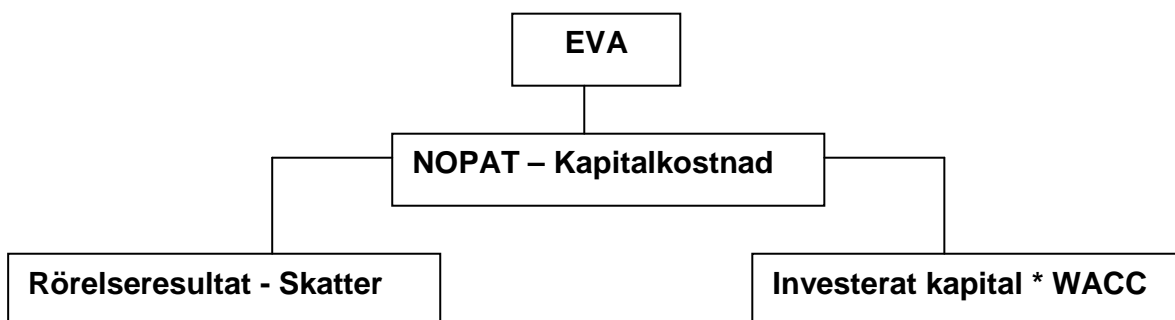 EVA
NOPAT – Kapitalkostnad
Rörelseresultat - Skatter
Investerat kapital * WACC